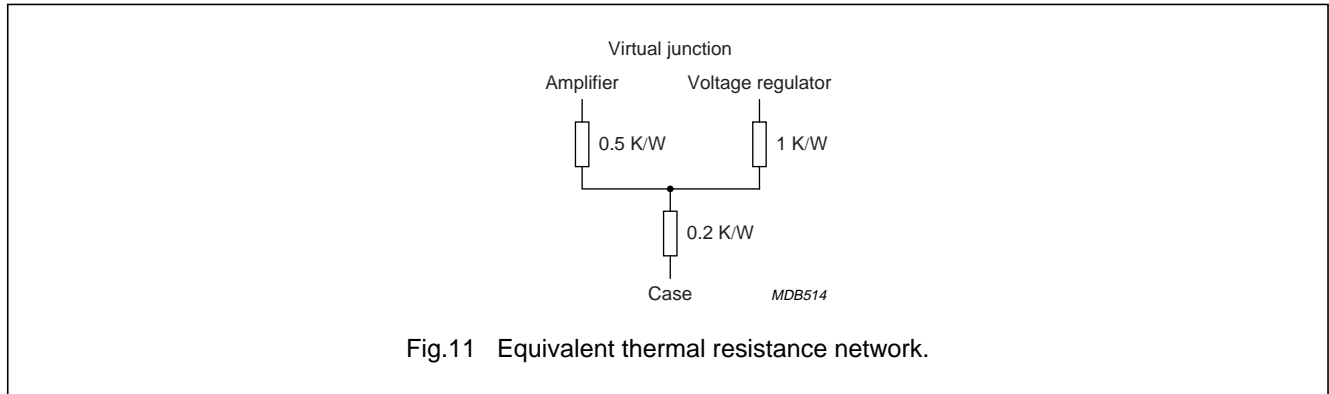 Virtual junction
Amplifier Voltage regulator
0.5 K/W 1 K/W
0.2 K/W
Case MDB514
Fig.11 Equivalent thermal resistance network.